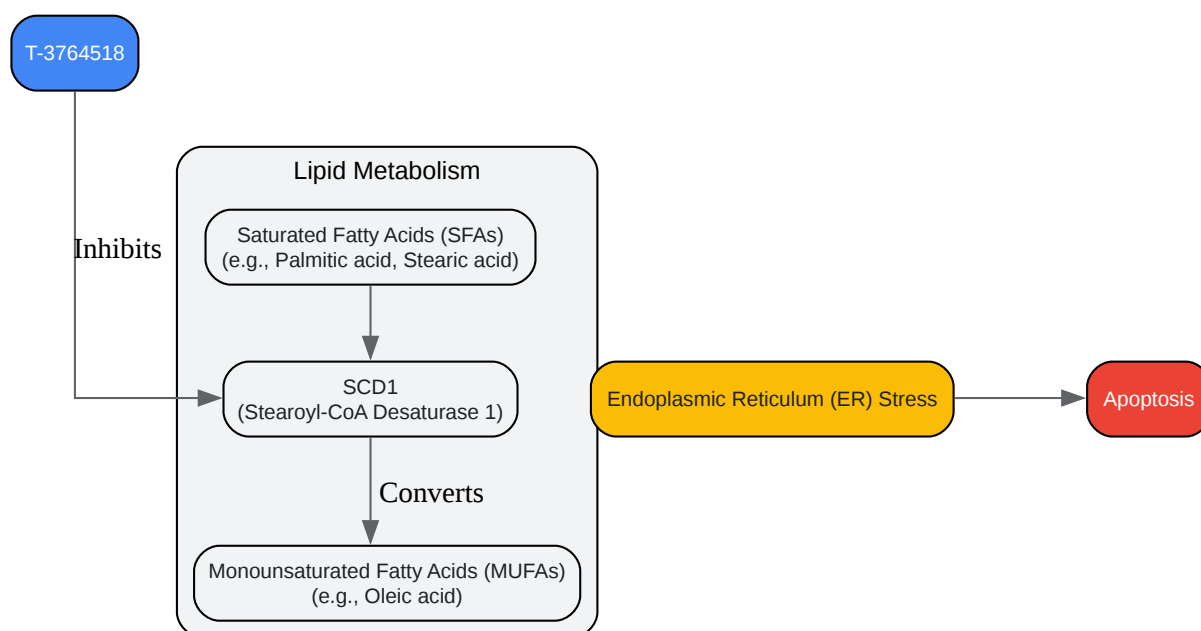 T-3764518
Lipid Metabolism
Saturated Fatty Acids (SFAs)
(e.g., Palmitic acid, Stearic acid)
Inhibits
SCD1
(Stearoyl-CoA Desaturase 1)
Endoplasmic Reticulum (ER) Stress
Apoptosis
Converts
Monounsaturated Fatty Acids (MUFAs)
(e.g., Oleic acid)